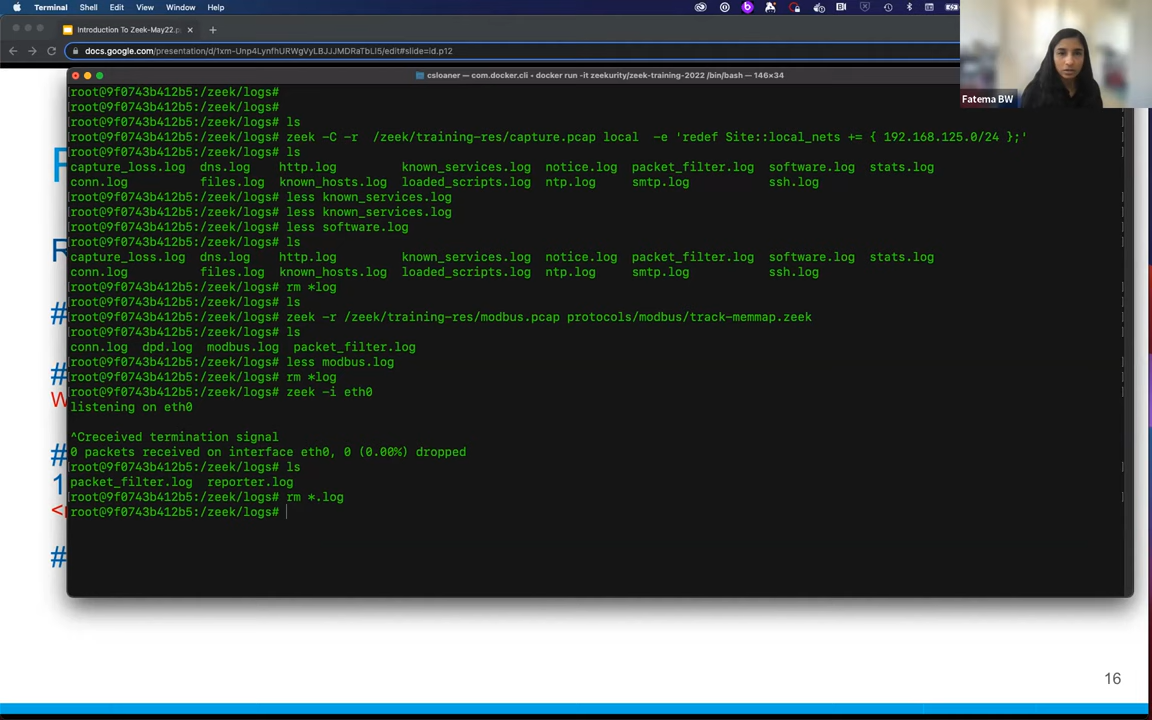 Terminal Shell Edit View Window Help
Introduction To Zeek-May22.p
docs.google.com/presentation/d/1xm-Unp4LynfhURWgVyLBJJJMDRaTbLI5/edit#slide=id.p12
csloaner — com.docker.cli - docker run -it zeekurity/zeek-training-2022 /bin/bash — 146×34
Fatema BW
[root@9f0743b412b5:/zeek/logs#
[root@9f0743b412b5:/zeek/logs#
[root@9f0743b412b5:/zeek/logs# ls
[root@9f0743b412b5:/zeek/logs# zeek -C -r  /zeek/training-res/capture.pcap local  -e 'redef Site::local_nets += { 192.168.125.0/24 };'
[root@9f0743b412b5:/zeek/logs# ls
capture_loss.log  dns.log    http.log         known_services.log  notice.log  packet_filter.log  software.log  stats.log
conn.log          files.log  known_hosts.log  loaded_scripts.log  ntp.log     smtp.log           ssh.log
[root@9f0743b412b5:/zeek/logs# less known_services.log
[root@9f0743b412b5:/zeek/logs# less known_services.log
[root@9f0743b412b5:/zeek/logs# less software.log
[root@9f0743b412b5:/zeek/logs# ls
capture_loss.log  dns.log    http.log         known_services.log  notice.log  packet_filter.log  software.log  stats.log
conn.log          files.log  known_hosts.log  loaded_scripts.log  ntp.log     smtp.log           ssh.log
[root@9f0743b412b5:/zeek/logs# rm *log
[root@9f0743b412b5:/zeek/logs# ls
[root@9f0743b412b5:/zeek/logs# zeek -r /zeek/training-res/modbus.pcap protocols/modbus/track-memmap.zeek
[root@9f0743b412b5:/zeek/logs# ls
conn.log  dpd.log  modbus.log  packet_filter.log
[root@9f0743b412b5:/zeek/logs# less modbus.log
[root@9f0743b412b5:/zeek/logs# rm *log
[root@9f0743b412b5:/zeek/logs# zeek -i eth0
listening on eth0
^Creceived termination signal
0 packets received on interface eth0, 0 (0.00%) dropped
[root@9f0743b412b5:/zeek/logs# ls
packet_filter.log  reporter.log
[root@9f0743b412b5:/zeek/logs# rm *.log
root@9f0743b412b5:/zeek/logs#
16